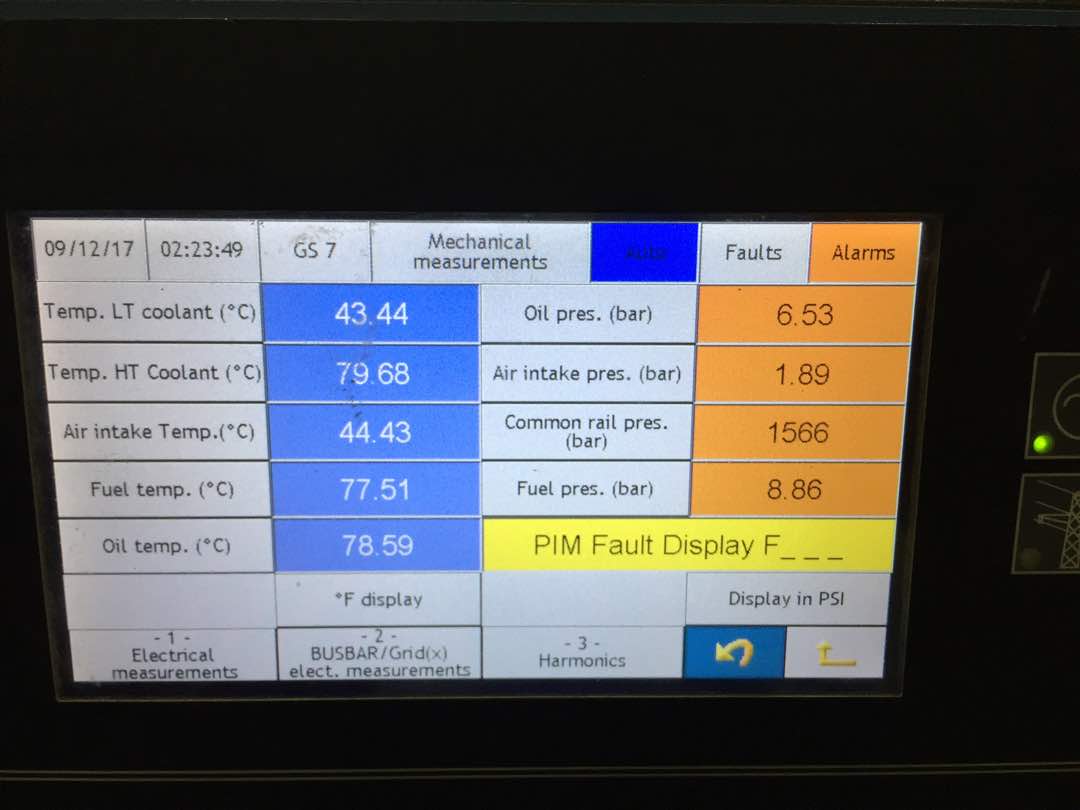 09/12/17 02:23:49 GS 7 Mechanical measurements Auto Faults Alarms
Temp. LT coolant (°C) 43.44 Oil pres. (bar) 6.53
Temp. HT Coolant (°C) 79.68 Air intake pres. (bar) 1.89
Air intake Temp.(°C) 44.43 Common rail pres. (bar) 1566
Fuel temp. (°C) 77.51 Fuel pres. (bar) 8.86
Oil temp. (°C) 78.59 PIM Fault Display F_ _ _
°F display Display in PSI
- 1 - Electrical measurements - 2 - BUSBAR/Grid(x) elect. measurements - 3 - Harmonics